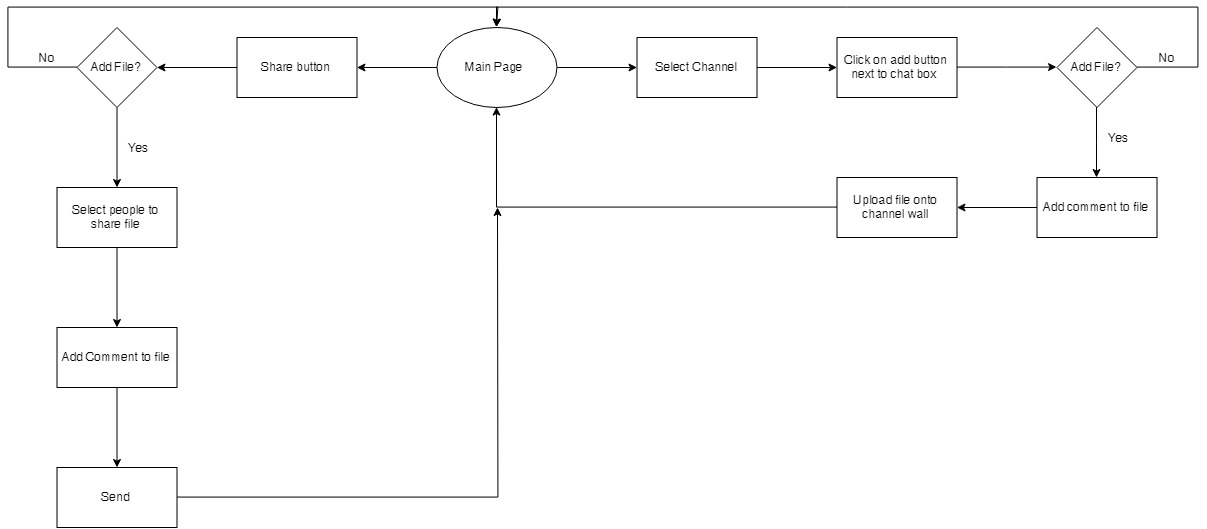 No
Add File?
Share button
Main Page
Select Channel
Click on add button
next to chat box
Add File?
No
Yes
Yes
Select people to
share file
Upload file onto
channel wall
Add comment to file
Add Comment to file
Send